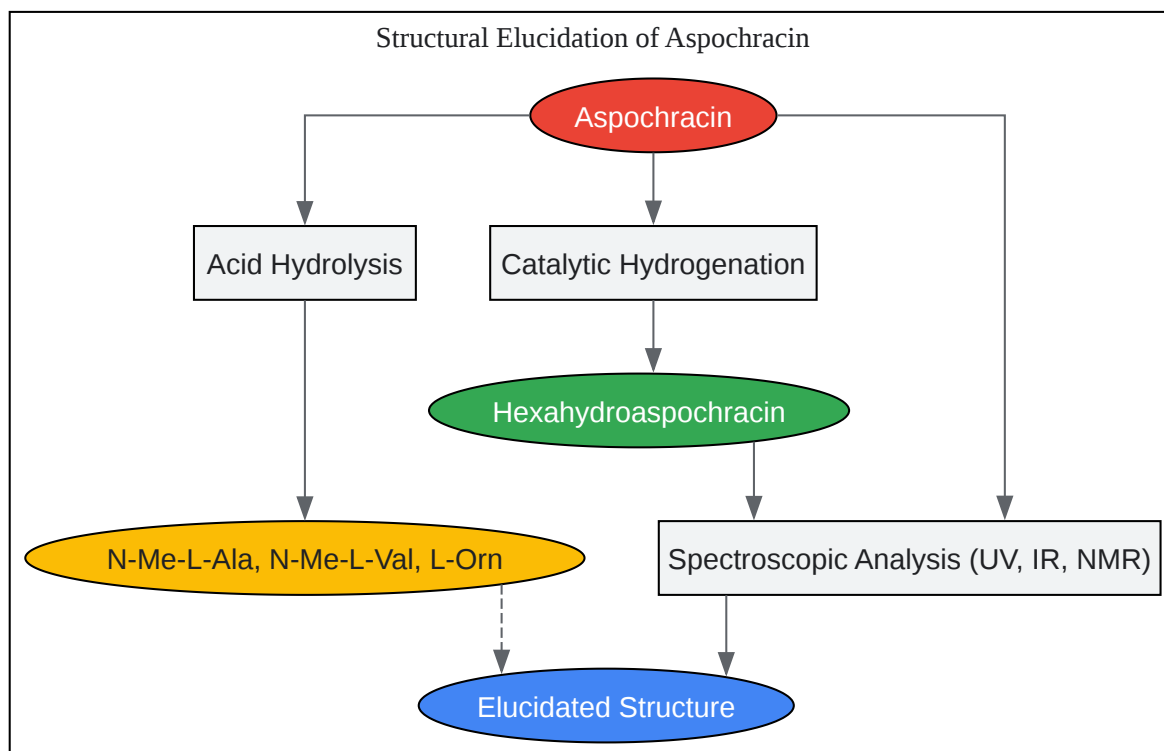 Structural Elucidation of Aspochracin
Aspochracin
Acid Hydrolysis
Catalytic Hydrogenation
Hexahydroaspochracin
N-Me-L-Ala, N-Me-L-Val, L-Orn
Spectroscopic Analysis (UV, IR, NMR)
Elucidated Structure